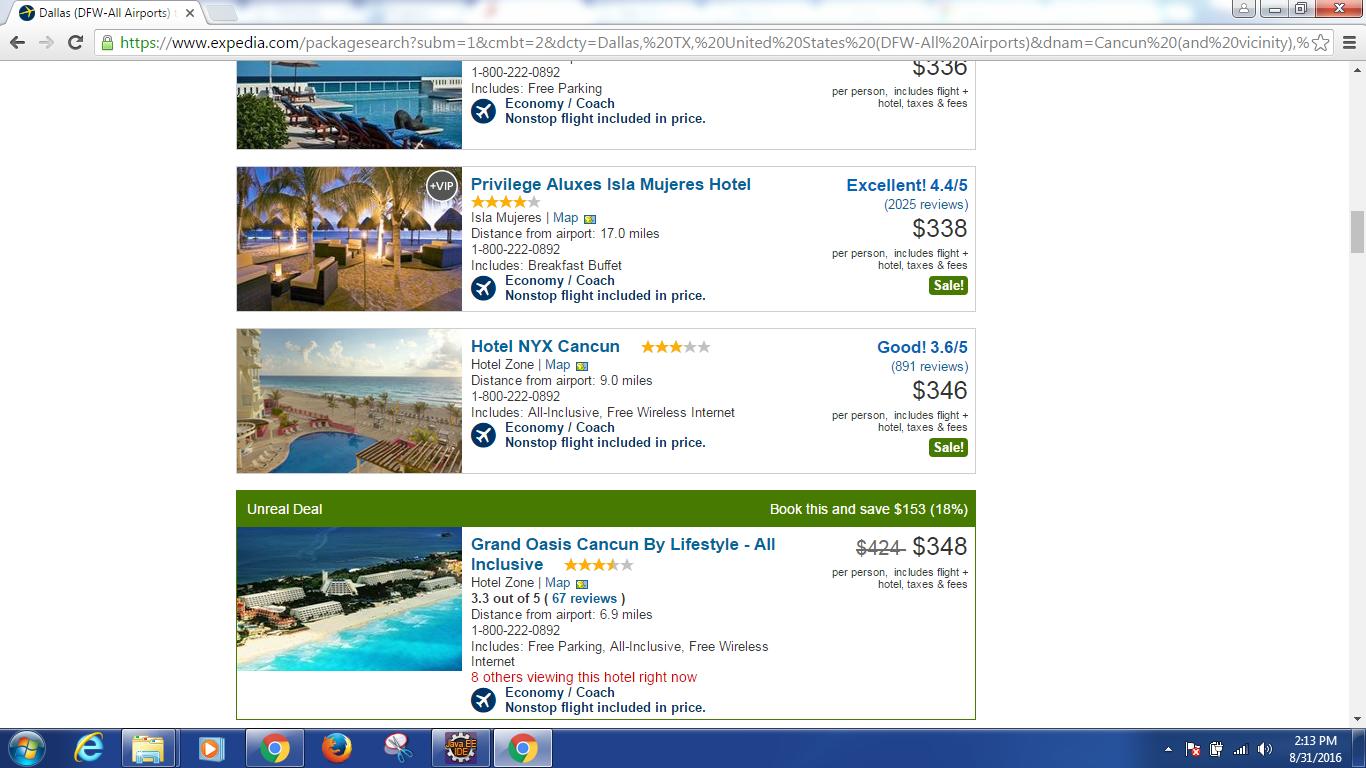 Dallas (DFW-All Airports)
https://www.expedia.com/packagesearch?subm=1&cmbt=2&dcty=Dallas,%20TX,%20United%20States%20(DFW-All%20Airports)&dnam=Cancun%20(and%20vicinity),%
$336
1-800-222-0892
Includes: Free Parking
per person, includes flight +
hotel, taxes & fees
Economy / Coach
Nonstop flight included in price.
+VIP
Privilege Aluxes Isla Mujeres Hotel
Excellent! 4.4/5
(2025 reviews)
Isla Mujeres | Map
$338
Distance from airport: 17.0 miles
1-800-222-0892
per person, includes flight +
hotel, taxes & fees
Includes: Breakfast Buffet
Economy / Coach
Nonstop flight included in price.
Sale!
Hotel NYX Cancun
Good! 3.6/5
Hotel Zone | Map
(891 reviews)
Distance from airport: 9.0 miles
$346
1-800-222-0892
Includes: All-Inclusive, Free Wireless Internet
per person, includes flight +
hotel, taxes & fees
Economy / Coach
Nonstop flight included in price.
Sale!
Unreal Deal
Book this and save $153 (18%)
Grand Oasis Cancun By Lifestyle - All
Inclusive
$424 $348
Hotel Zone | Map
per person, includes flight +
hotel, taxes & fees
3.3 out of 5 ( 67 reviews )
Distance from airport: 6.9 miles
1-800-222-0892
Includes: Free Parking, All-Inclusive, Free Wireless
Internet
8 others viewing this hotel right now
Economy / Coach
Nonstop flight included in price.
Java EE
IDE
2:13 PM
8/31/2016